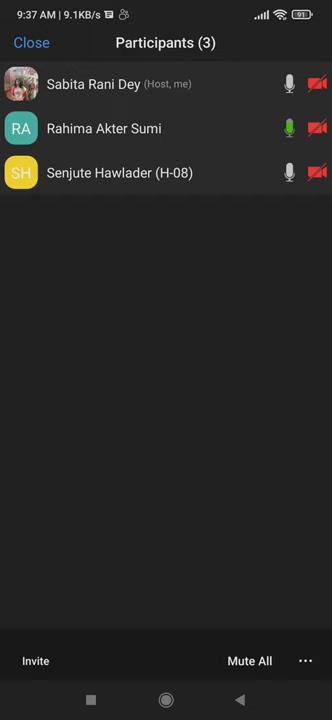 9:37 AM | 9.1KB/s
91
Close
Participants (3)
Sabita Rani Dey (Host, me)
RA Rahima Akter Sumi
SH Senjute Hawlader (H-08)
Invite
Mute All